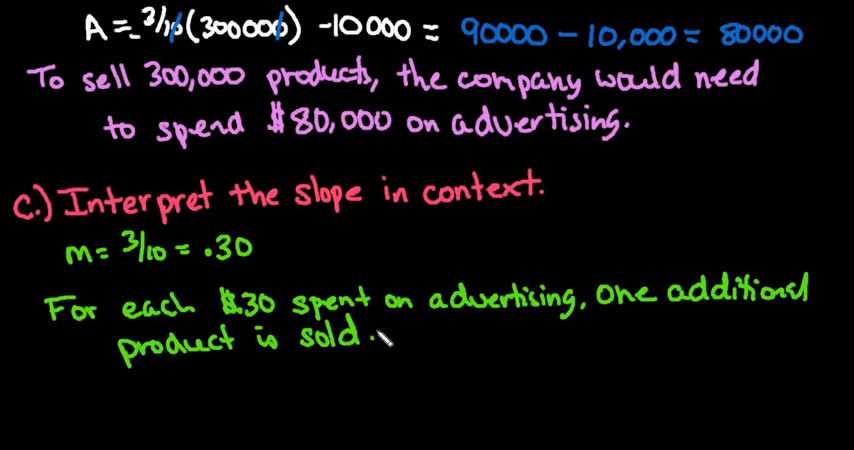 A = 3/10 (300000) - 10000 = 90000 - 10,000 = 80000
To sell 300,000 products, the company would need
to spend $80,000 on advertising.
C.) Interpret the slope in context.
m = 3/10 = .30
For each $.30 spent on advertising, one additional
product is sold.